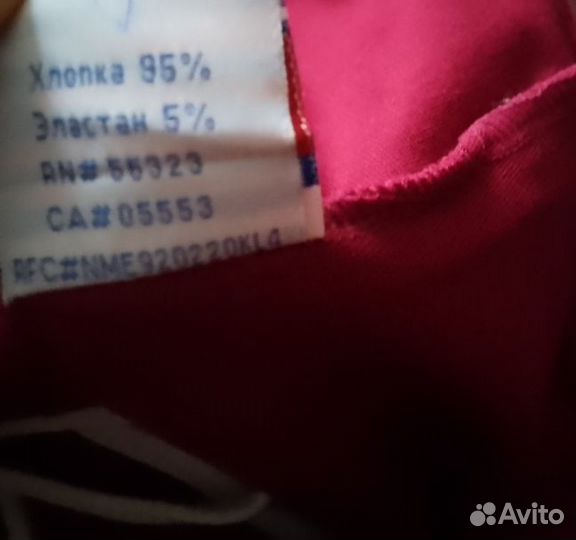 Хлопка 95%
Эластан 5%
RN# 55323
CA# 05553
RFC#NME920220KL4
Avito